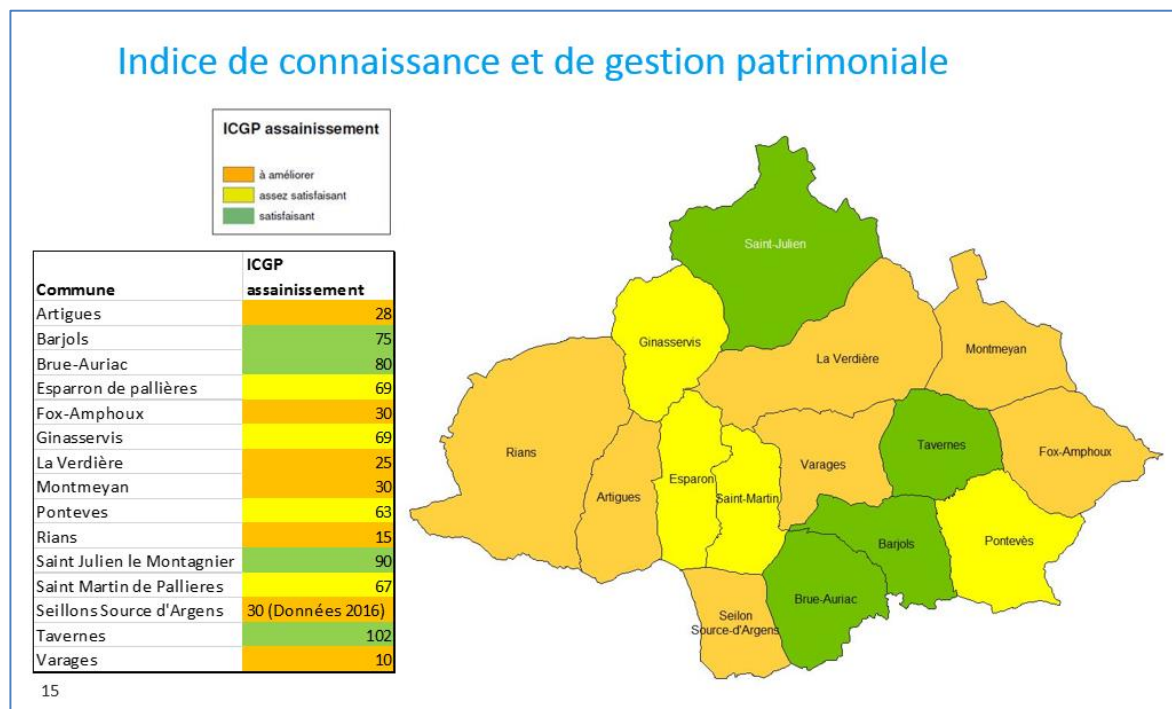 Indice de connaissance et de gestion patrimoniale
ICGP assainissement
à améliorer
assez satisfaisant
satisfaisant
Commune ICGP assainissement
Artigues 28
Barjols 75
Brue-Auriac 80
Esparron de pallières 69
Fox-Amphoux 30
Ginasservis 69
La Verdière 25
Montmeyan 30
Ponteves 63
Rians 15
Saint Julien le Montagnier 90
Saint Martin de Pallieres 67
Seillons Source d'Argens 30 (Données 2016)
Tavernes 102
Varages 10
Saint-Julien
Ginasservis
La Verdière
Montmeyan
Rians
Artigues
Esparon
Saint-Martin
Varages
Tavernes
Fox-Amphoux
Barjols
Pontevès
Brue-Auriac
Seilon
Source-d'Argens
15